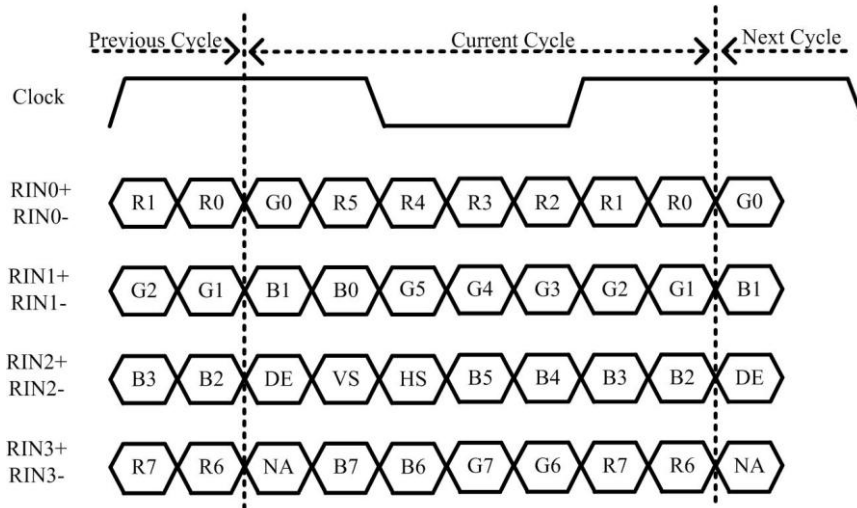 Previous Cycle Current Cycle Next Cycle
Clock
RIN0+
RIN0-
R1 R0 G0 R5 R4 R3 R2 R1 R0 G0
RIN1+
RIN1-
G2 G1 B1 B0 G5 G4 G3 G2 G1 B1
RIN2+
RIN2-
B3 B2 DE VS HS B5 B4 B3 B2 DE
RIN3+
RIN3-
R7 R6 NA B7 B6 G7 G6 R7 R6 NA